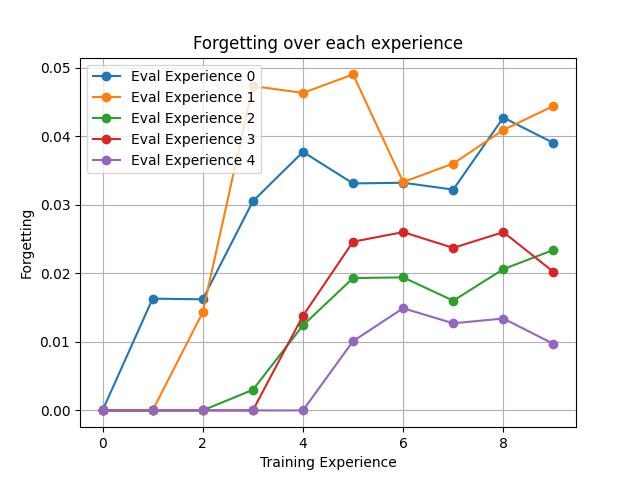 Forgetting over each experience
Eval Experience 0
Eval Experience 1
Eval Experience 2
Eval Experience 3
Eval Experience 4
0.05
0.04
0.03
0.02
0.01
0.00
Forgetting
0 2 4 6 8
Training Experience